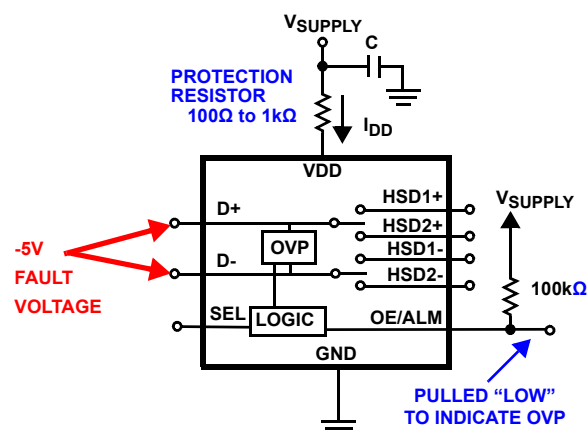 VSUPPLY
C
PROTECTION
RESISTOR
100Ω to 1kΩ
IDD
VDD
D+
HSD1+
VSUPPLY
HSD2+
-5V
FAULT
VOLTAGE
OVP
HSD1-
D-
HSD2-
100kΩ
SEL
LOGIC
OE/ALM
GND
PULLED “LOW”
TO INDICATE OVP